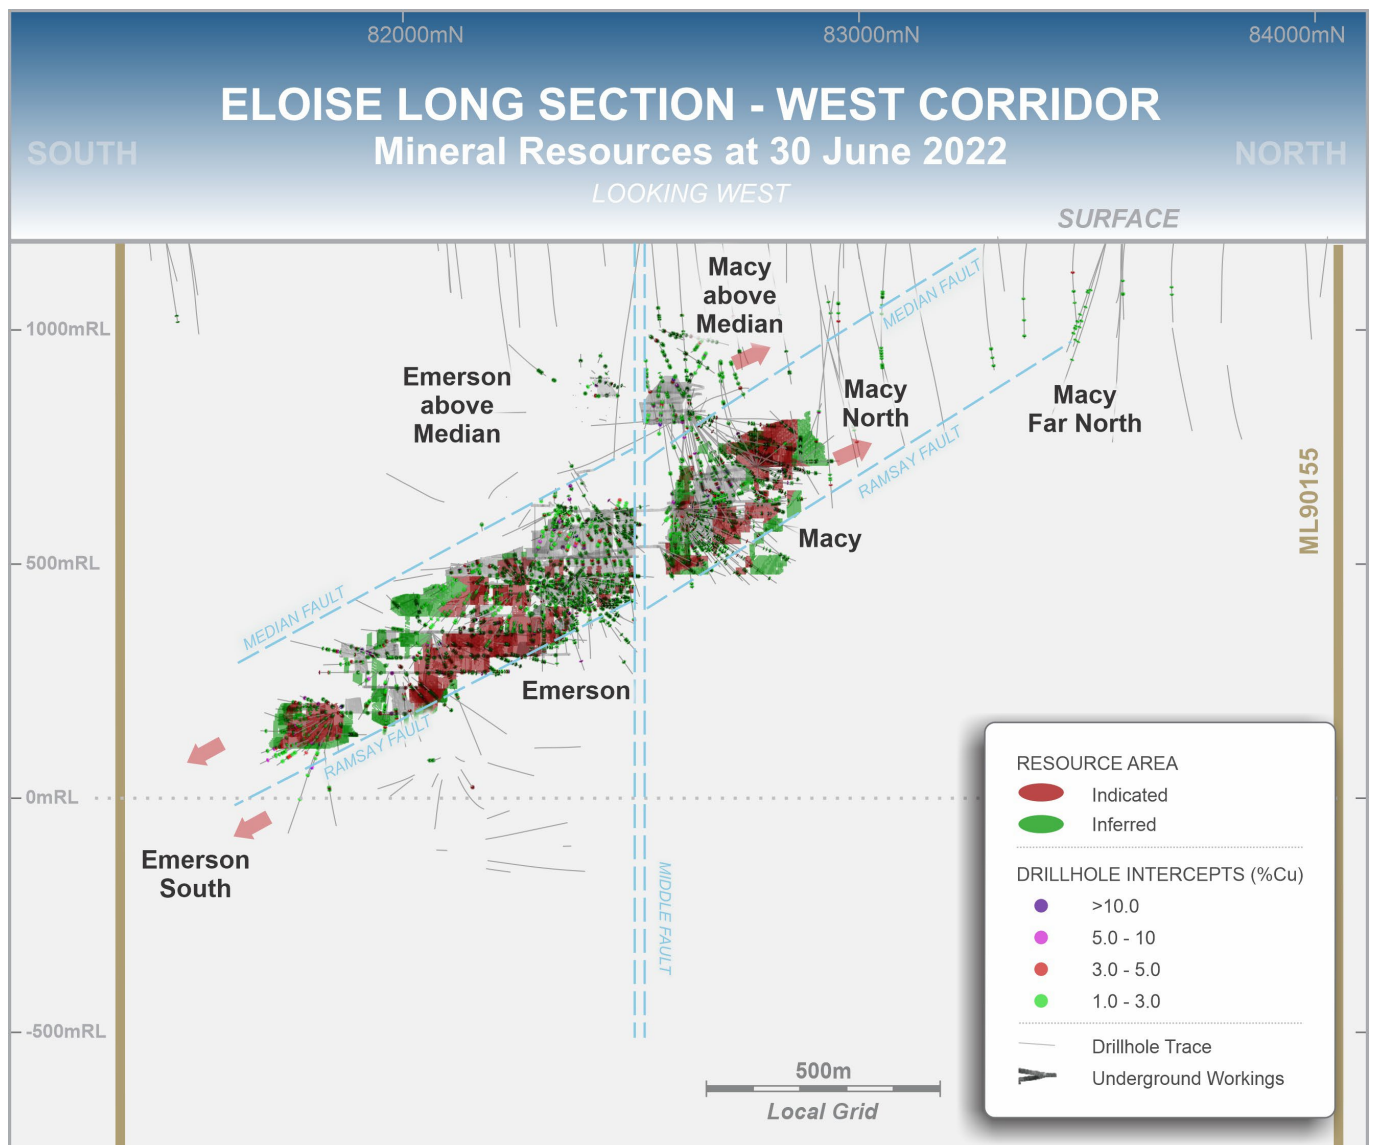 82000mN
83000mN
84000mN
ELOISE LONG SECTION - WEST CORRIDOR
SOUTH
Mineral Resources at 30 June 2022
NORTH
LOOKING WEST
SURFACE
Macy
above
Median
MEDIAN FAULT
1000mRL
Emerson
above
Median
Macy
North
Macy
Far North
RAMSAY FAULT
ML90155
Macy
500mRL
MEDIAN FAULT
Emerson
RAMSAY FAULT
0mRL
Emerson
South
MIDDLE FAULT
-500mRL
500m
Local Grid
RESOURCE AREA
Indicated
Inferred
DRILLHOLE INTERCEPTS (%Cu)
>10.0
5.0 - 10
3.0 - 5.0
1.0 - 3.0
Drillhole Trace
Underground Workings